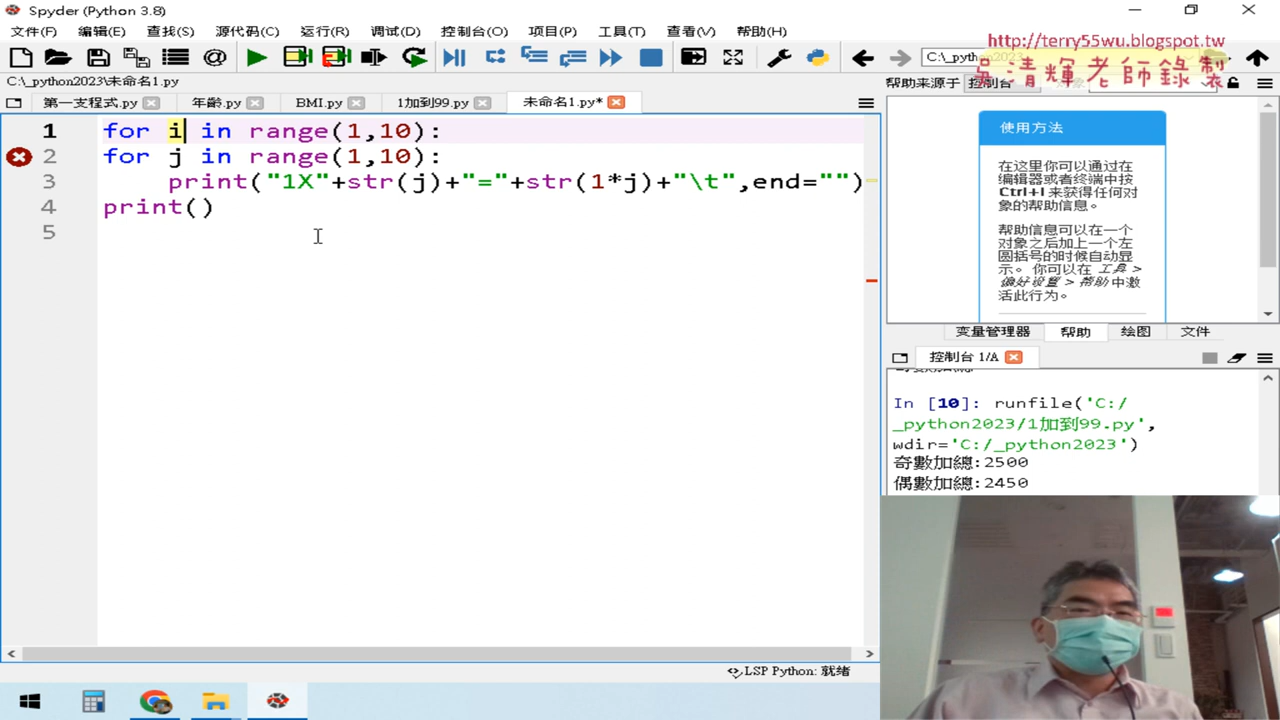 Spyder (Python 3.8)
文件(F) 编辑(E) 查找(S) 源代码(C) 运行(R) 调试(D) 控制台(O) 项目(P) 工具(T) 查看(V) 帮助(H)
http://terry55wu.blogspot.tw
吳清輝老師錄製
C:\_pytho
C:\_python2023\未命名1.py
帮助来源于 控制台
第一支程式.py 年龄.py BMI.py 1加到99.py 未命名1.py*
1 for i in range(1,10):
2 for j in range(1,10):
3 print("1X"+str(j)+"="+str(1*j)+"\t",end="")
4 print()
5
使用方法
在这里你可以通过在
编辑器或者终端中按
Ctrl+I 来获得任何对
象的帮助信息。
帮助信息可以在一个
对象之后加上一个左
圆括号的时候自动显
示。 你可以在 工具 >
偏好设置 > 帮助 中激
活此行为。
变量管理器 帮助 绘图 文件
控制台 1/A
In [10]: runfile('C:/
_python2023/1加到99.py',
wdir='C:/_python2023')
奇數加總:2500
偶數加總:2450
LSP Python: 就绪